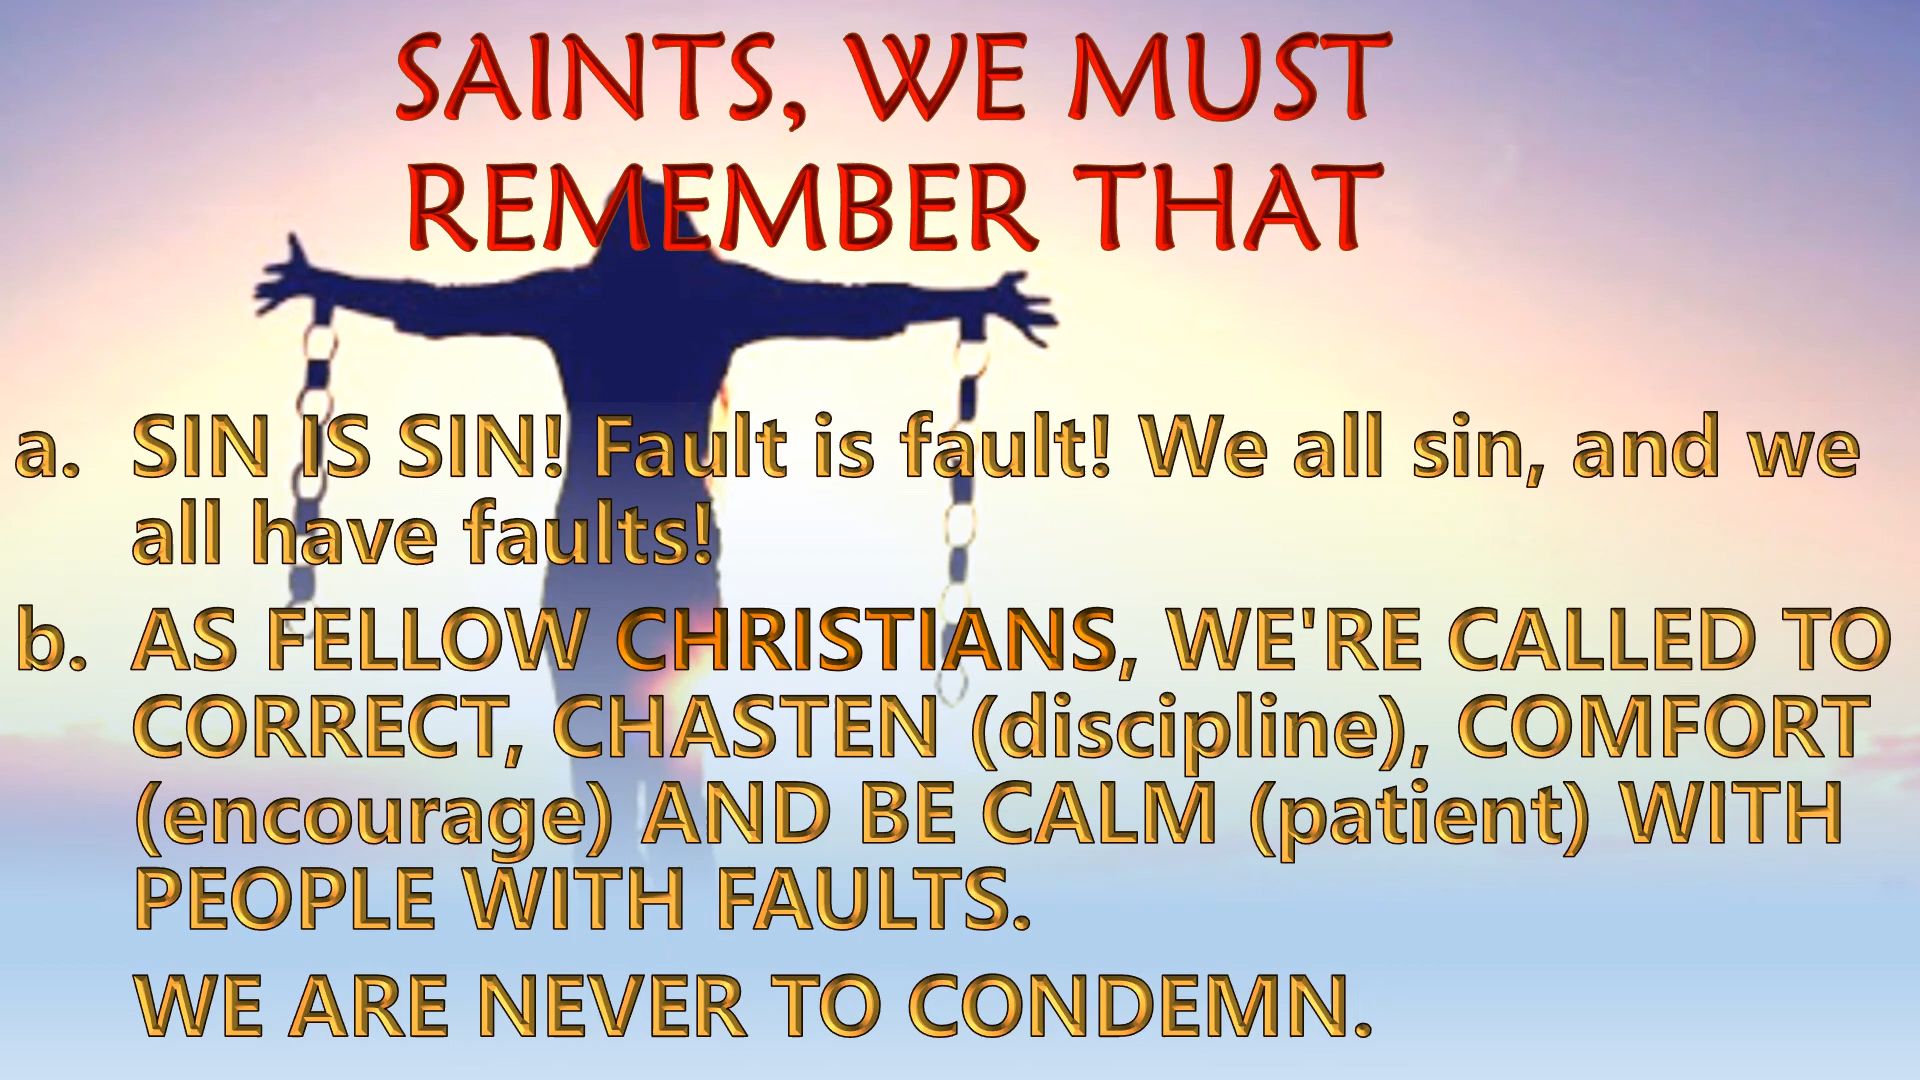 SAINTS, WE MUST
REMEMBER THAT
a. SIN IS SIN! Fault is fault! We all sin, and we
all have faults!
b. AS FELLOW CHRISTIANS, WE'RE CALLED TO
CORRECT, CHASTEN (discipline), COMFORT
(encourage) AND BE CALM (patient) WITH
PEOPLE WITH FAULTS.
WE ARE NEVER TO CONDEMN.